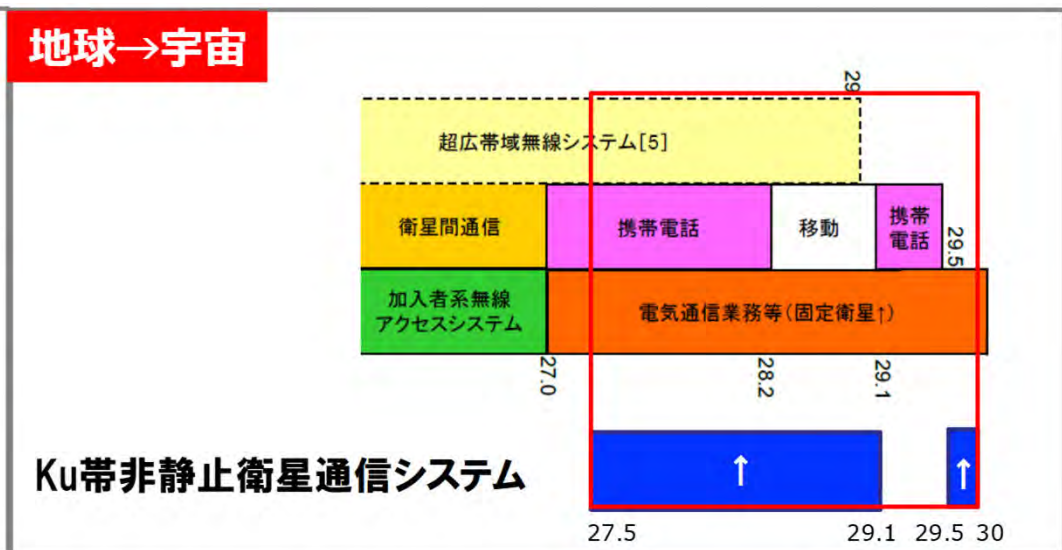 地球→宇宙
29
超広帯域無線システム[5]
衛星間通信
携帯電話
移動
携帯
電話
29.5
加入者系無線
アクセスシステム
電気通信業務等(固定衛星↑)
27.0
28.2
29.1
Ku帯非静止衛星通信システム
↑
↑
27.5
29.1
29.5
30